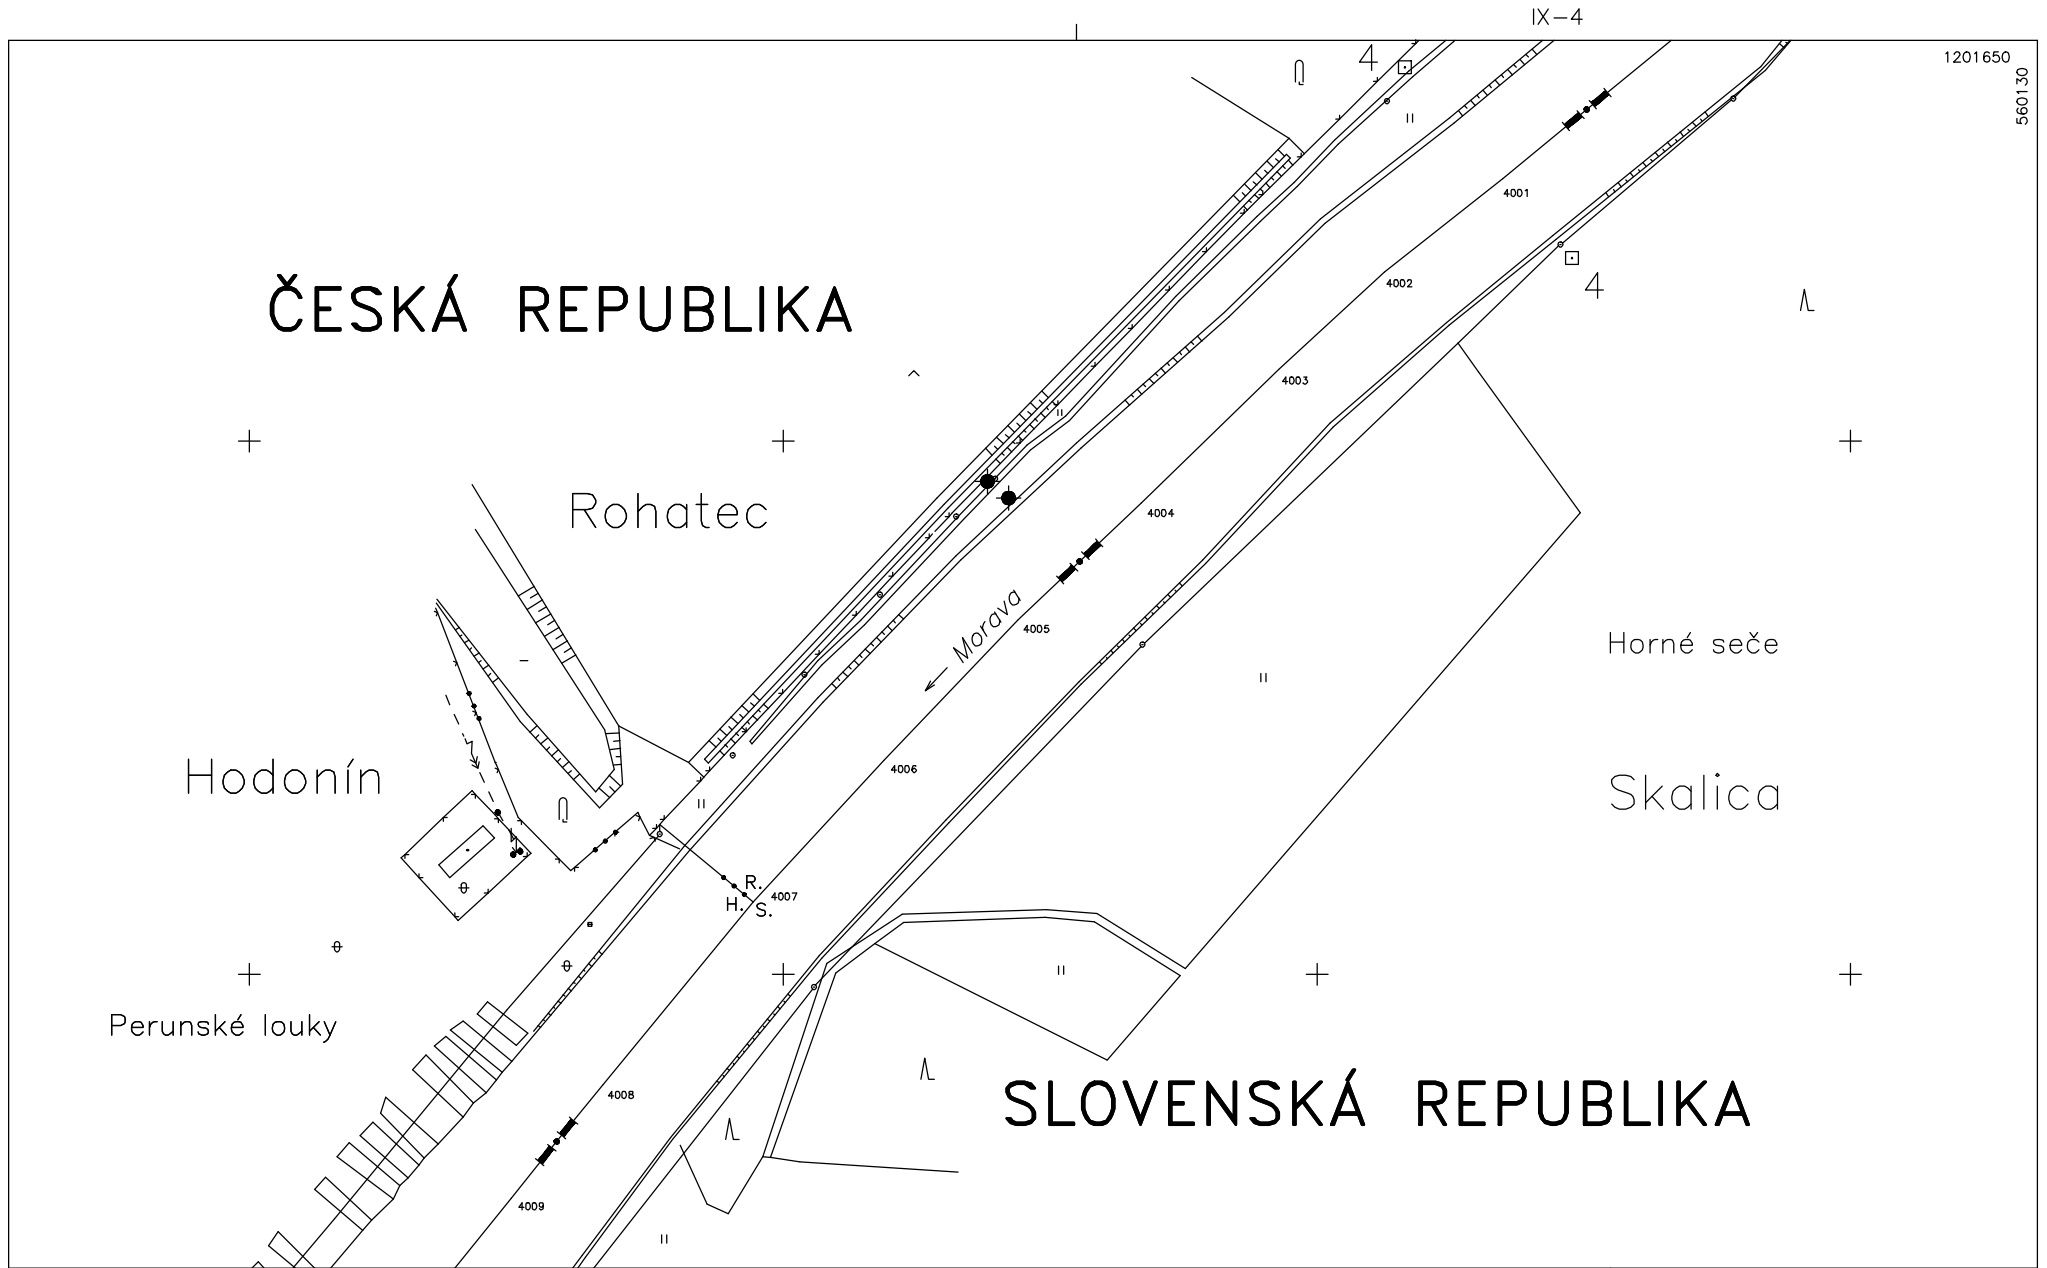 IX-4
1201650
560130
4
4001
4002
4
ČESKÁ REPUBLIKA
4003
Rohatec
4004
Morava
4005
Horné seče
Hodonín
4006
Skalica
R.
H. S.
4007
Perunské louky
4008
SLOVENSKÁ REPUBLIKA
4009